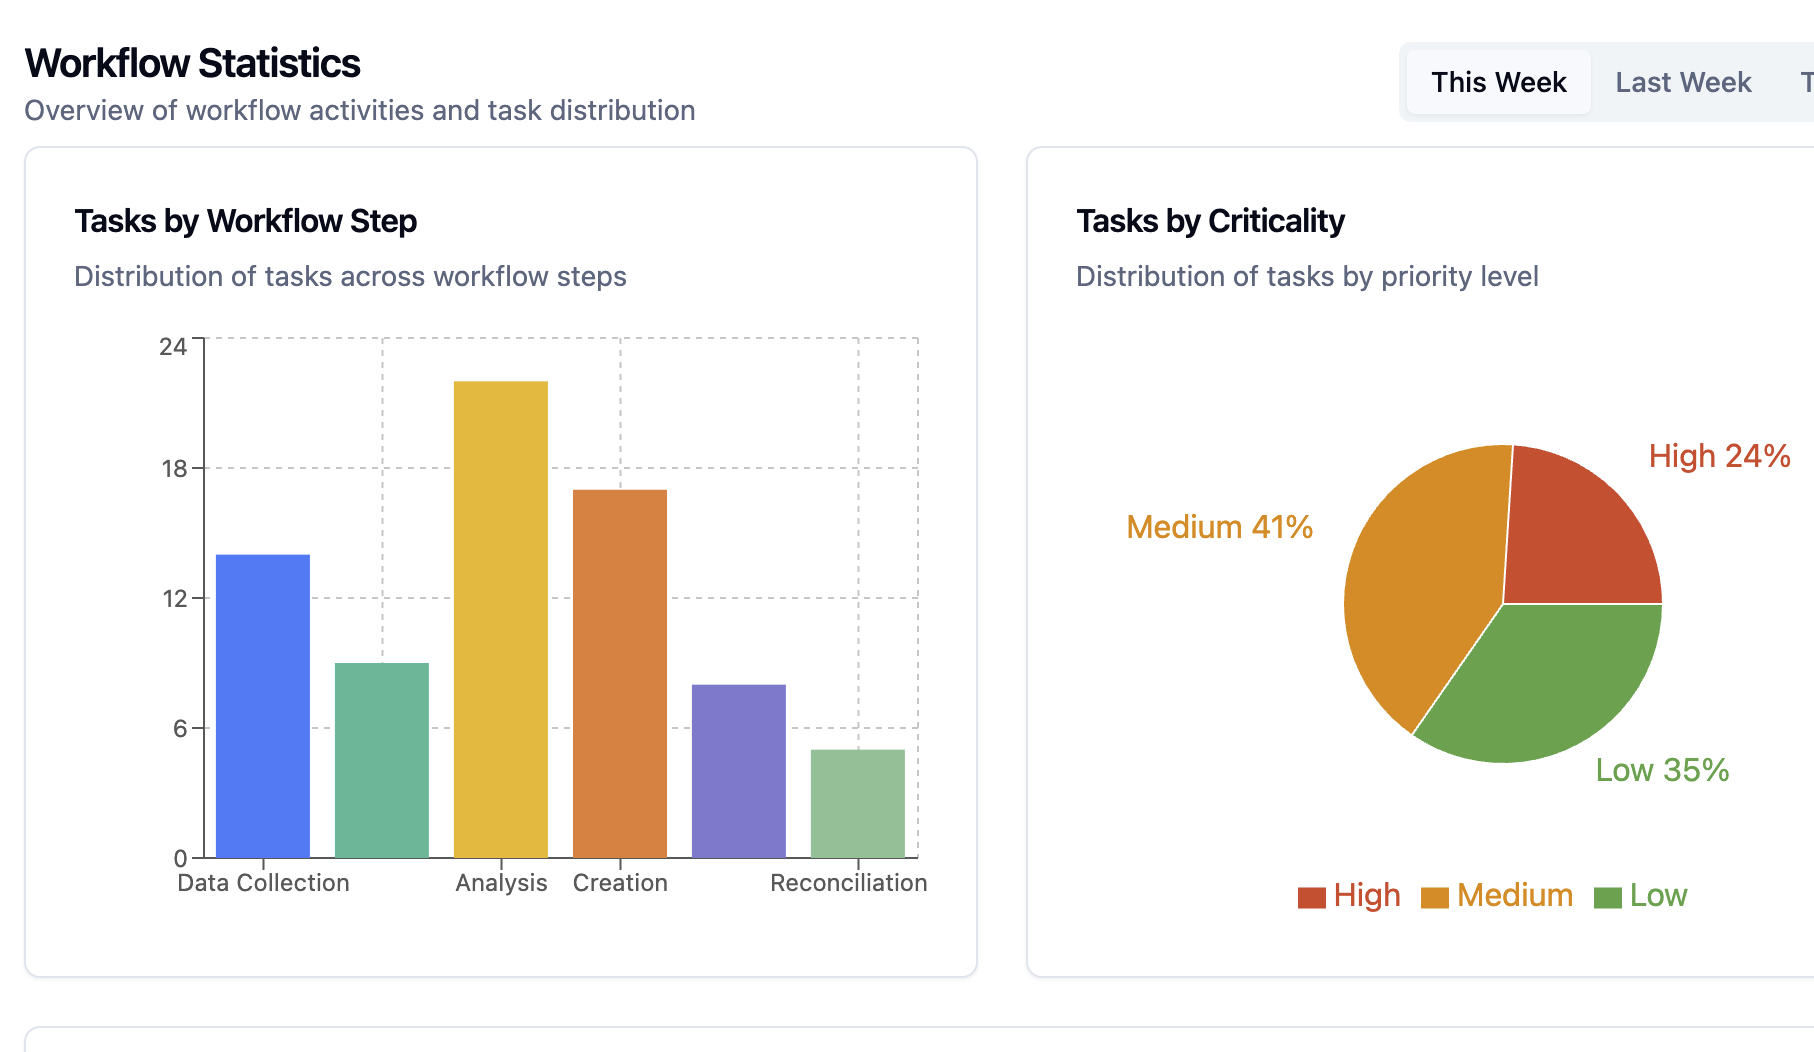 Workflow Statistics
Overview of workflow activities and task distribution
This Week
Last Week
Tasks by Workflow Step
Distribution of tasks across workflow steps
24
18
12
6
0
Data Collection
Analysis
Creation
Reconciliation
Tasks by Criticality
Distribution of tasks by priority level
High 24%
Medium 41%
Low 35%
High
Medium
Low